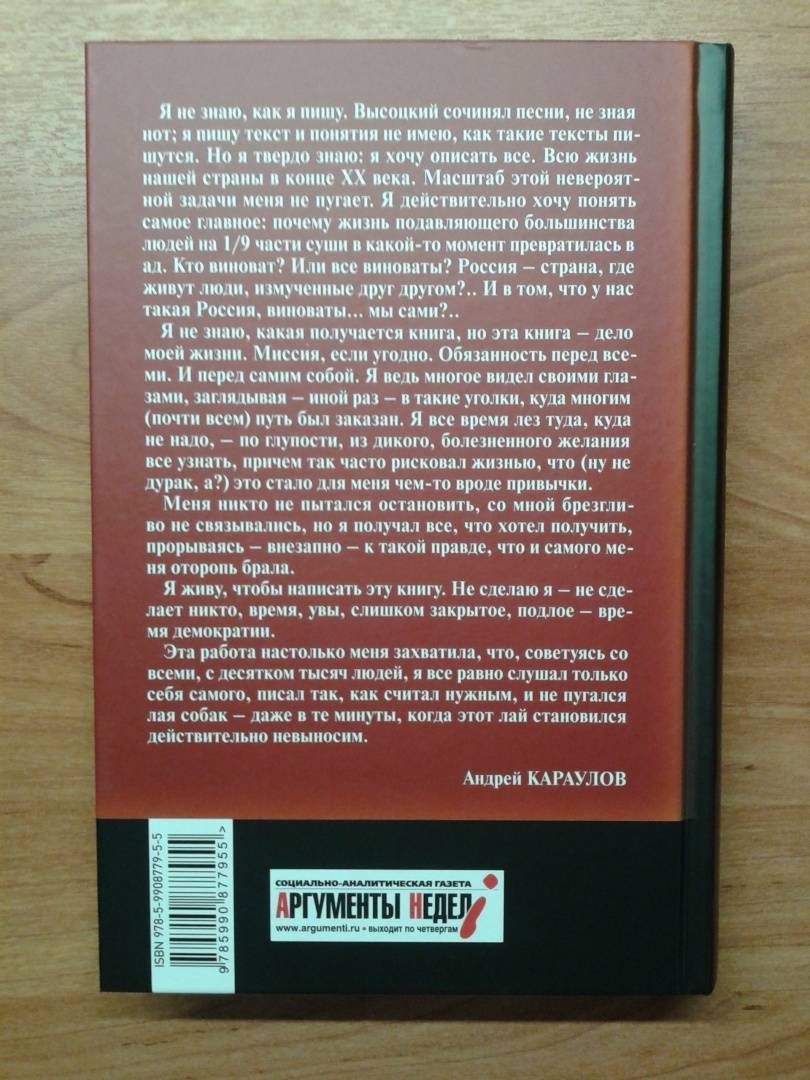 Я не знаю, как я пишу. Высоцкий сочинял песни, не зная
нот; я пишу текст и понятия не имею, как такие тексты пи-
шутся. Но я твердо знаю: я хочу описать все. Всю жизнь
нашей страны в конце XX века. Масштаб этой невероят-
ной задачи меня не пугает. Я действительно хочу понять
самое главное: почему жизнь подавляющего большинства
людей на 1/9 части суши в какой-то момент превратилась в
ад. Кто виноват? Или все виноваты? Россия – страна, где
живут люди, измученные друг другом?.. И в том, что у нас
такая Россия, виноваты... мы сами?..
Я не знаю, какая получается книга, но эта книга – дело
моей жизни. Миссия, если угодно. Обязанность перед все-
ми. И перед самим собой. Я ведь многое видел своими гла-
зами, заглядывая – иной раз – в такие уголки, куда многим
(почти всем) путь был заказан. Я все время лез туда, куда
не надо, – по глупости, из дикого, болезненного желания
все узнать, причем так часто рисковал жизнью, что (ну не
дурак, а?) это стало для меня чем-то вроде привычки.
Меня никто не пытался остановить, со мной брезгли-
во не связывались, но я получал все, что хотел получить,
прорываясь – внезапно – к такой правде, что и самого ме-
ня оторопь брала.
Я живу, чтобы написать эту книгу. Не сделаю я – не сде-
лает никто, время, увы, слишком закрытое, подлое – вре-
мя демократии.
Эта работа настолько меня захватила, что, советуясь со
всеми, с десятком тысяч людей, я все равно слушал только
себя самого, писал так, как считал нужным, и не пугался
лая собак – даже в те минуты, когда этот лай становился
действительно невыносим.
Андрей КАРАУЛОВ
ISBN 978-5-9908779-5-5
9785990877955>
СОЦИАЛЬНО-АНАЛИТИЧЕСКАЯ ГАЗЕТА
АРГУМЕНТЫ НЕДЕЛИ
www.argumenti.ru • ВЫХОДИТ ПО ЧЕТВЕРГАМ